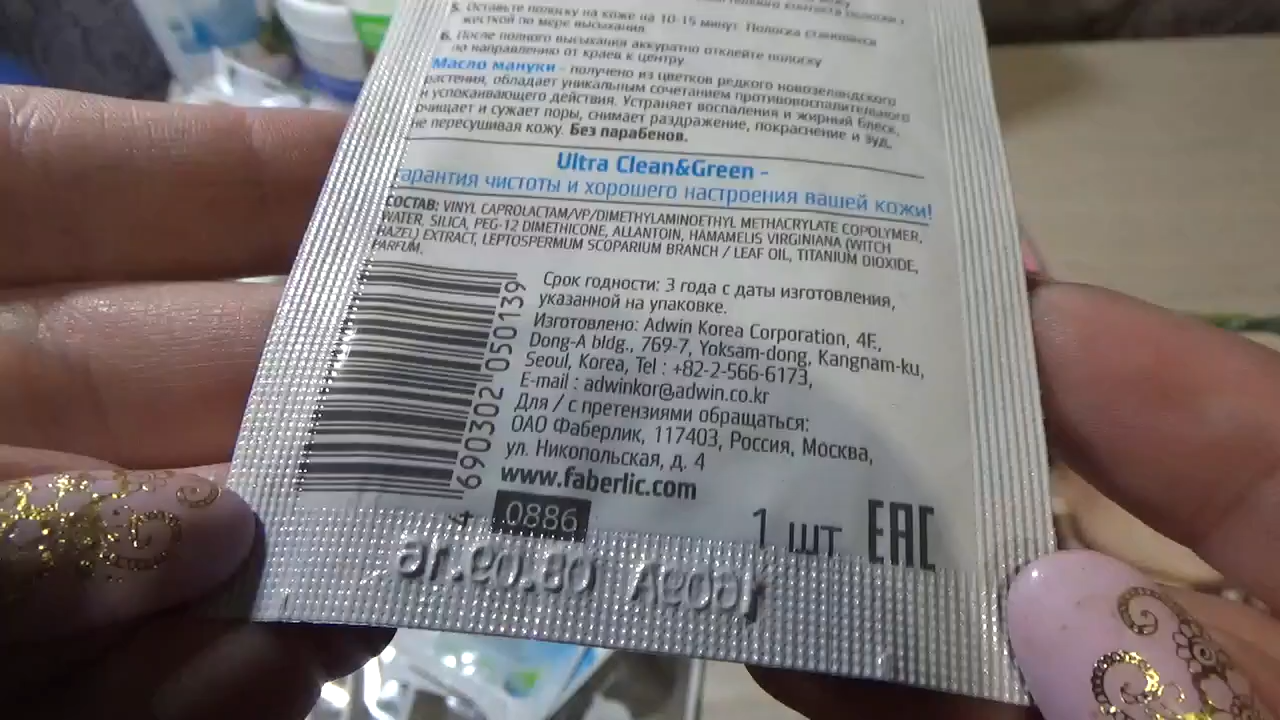 5. Оставьте полоску на коже на 10-15 минут. Полоска становится
жесткой по мере высыхания.
6. После полного высыхания аккуратно отклейте полоску
по направлению от краев к центру.
Масло мануки - получено из цветков редкого новозеландского
растения, обладает уникальным сочетанием противовоспалительного
и успокаивающего действия. Устраняет воспаления и жирный блеск,
очищает и сужает поры, снимает раздражение, покраснение и зуд,
не пересушивая кожу. Без парабенов.
Ultra Clean&Green -
гарантия чистоты и хорошего настроения вашей кожи!
СОСТАВ: VINYL CAPROLACTAM/VP/DIMETHYLAMINOETHYL METHACRYLATE COPOLYMER,
WATER, SILICA, PEG-12 DIMETHICONE, ALLANTOIN, HAMAMELIS VIRGINIANA (WITCH
HAZEL) EXTRACT, LEPTOSPERMUM SCOPARIUM BRANCH / LEAF OIL, TITANIUM DIOXIDE,
PARFUM.
Срок годности: 3 года с даты изготовления,
указанной на упаковке.
Изготовлено: Adwin Korea Corporation, 4F.,
Dong-A bldg., 769-7, Yoksam-dong, Kangnam-ku,
Seoul, Korea, Tel : +82-2-566-6173,
E-mail : adwinkor@adwin.co.kr
Для / с претензиями обращаться:
ОАО Фаберлик, 117403, Россия, Москва,
ул. Никопольская, д. 4
www.faberlic.com
4 690302 050139
0886
1 шт
EAC